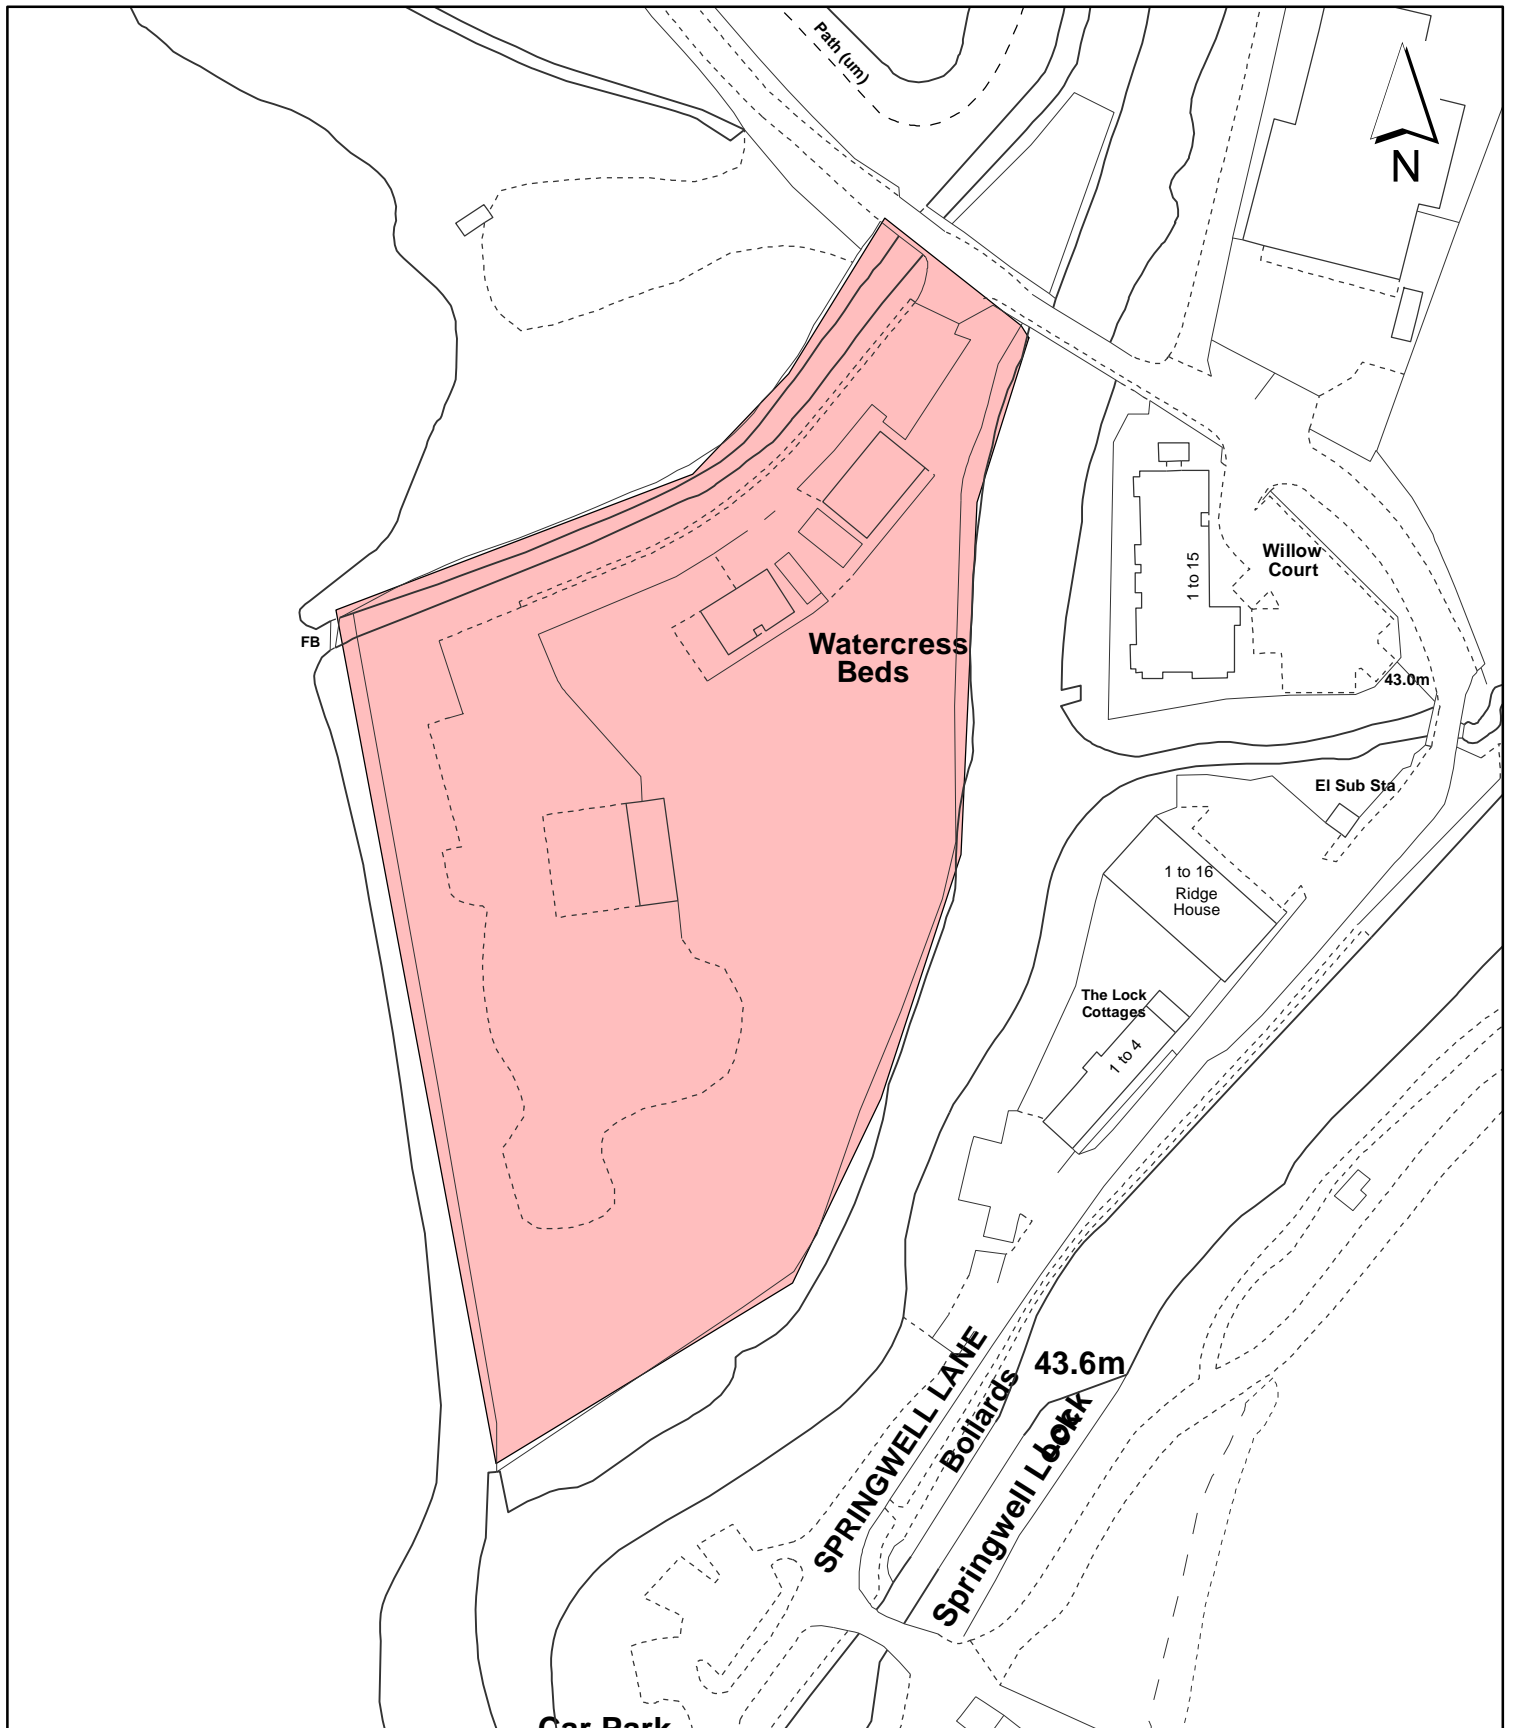 Path (um)
N
Willow
Court
1 to 15
FB
Watercress
Beds
43.0m
El Sub Sta
1 to 16
Ridge
House
The Lock
Cottages
1 to 4
43.6m
SPRINGWELL LANE
Bollards
Lock
Springwell Lock
Car Park